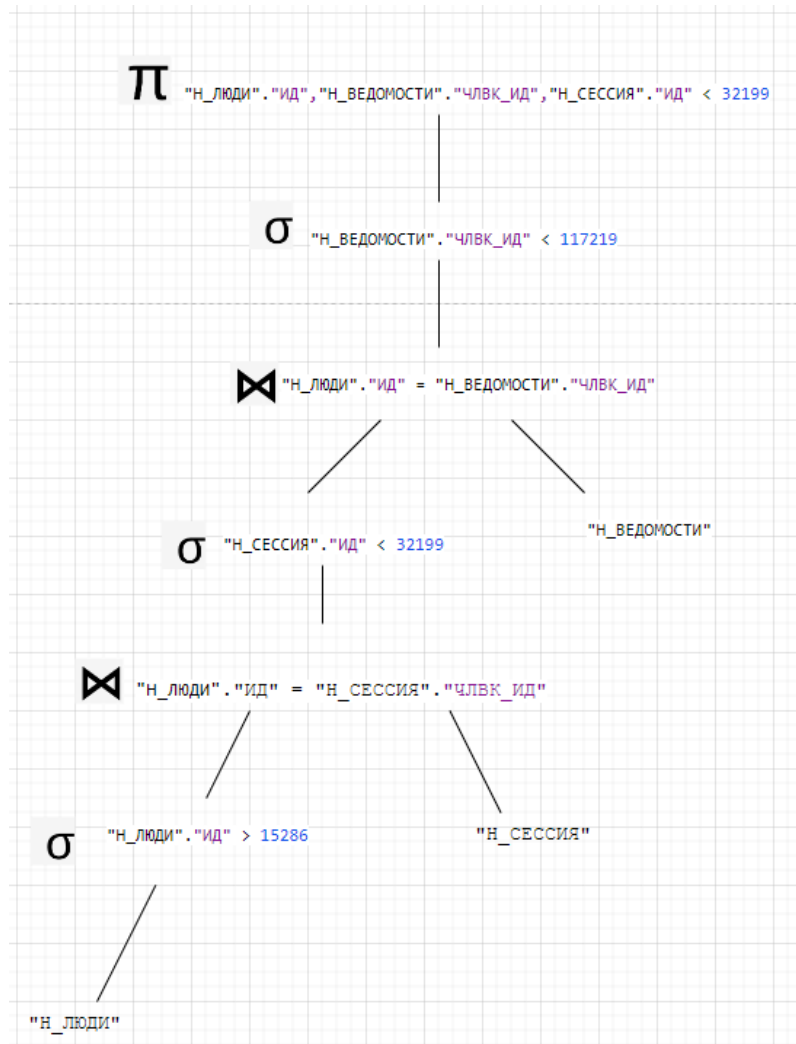 π "Н_ЛЮДИ"."ИД","Н_ВЕДОМОСТИ"."ЧЛВК_ИД","Н_СЕССИЯ"."ИД" < 32199
σ "Н_ВЕДОМОСТИ"."ЧЛВК_ИД" < 117219
⋈ "Н_ЛЮДИ"."ИД" = "Н_ВЕДОМОСТИ"."ЧЛВК_ИД"
"Н_ВЕДОМОСТИ"
σ "Н_СЕССИЯ"."ИД" < 32199
⋈ "Н_ЛЮДИ"."ИД" = "Н_СЕССИЯ"."ЧЛВК_ИД"
σ "Н_ЛЮДИ"."ИД" > 15286
"Н_СЕССИЯ"
"Н_ЛЮДИ"